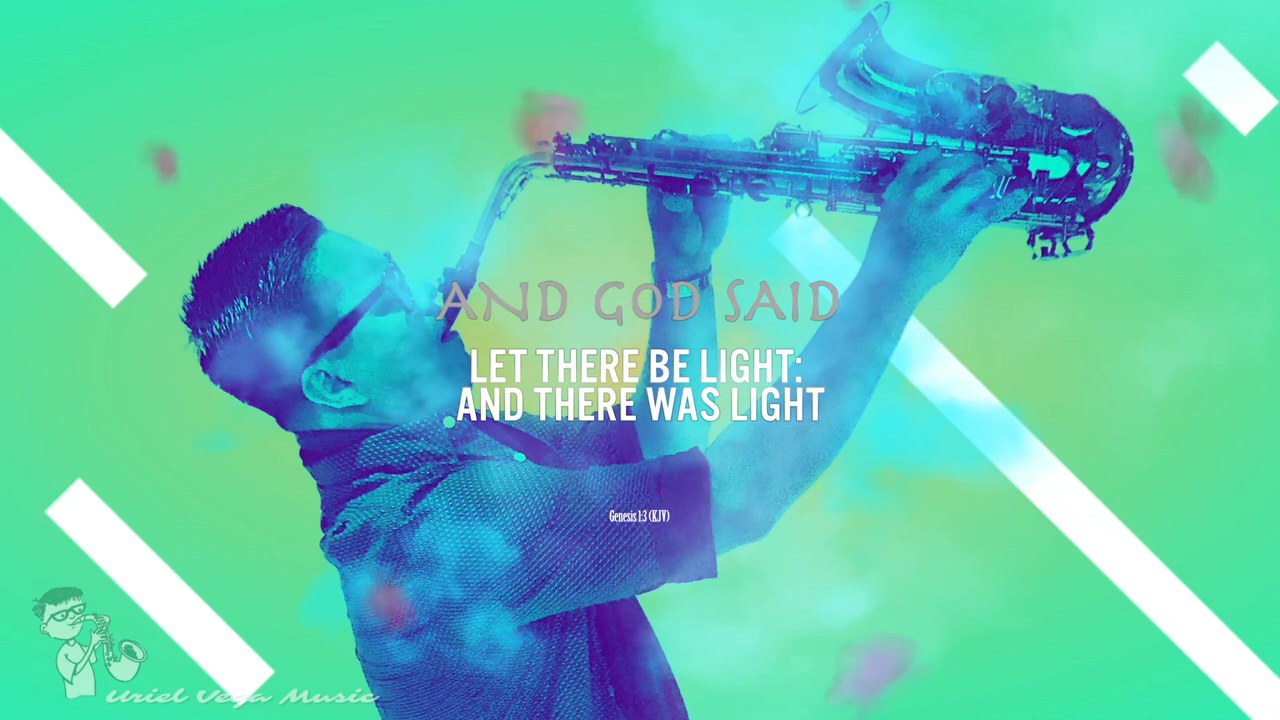 AND GOD SAID
LET THERE BE LIGHT:
AND THERE WAS LIGHT
Genesis 1:3 (KJV)
Uriel Vega Music